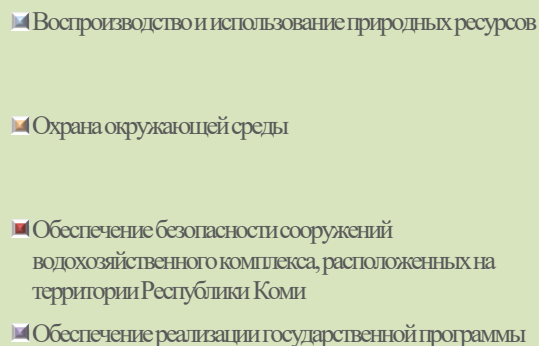 Воспроизводство и использование природных ресурсов
Охрана окружающей среды
Обеспечение безопасности сооружений
водохозяйственного комплекса, расположенных на
территории Республики Коми
Обеспечение реализации государственной программы